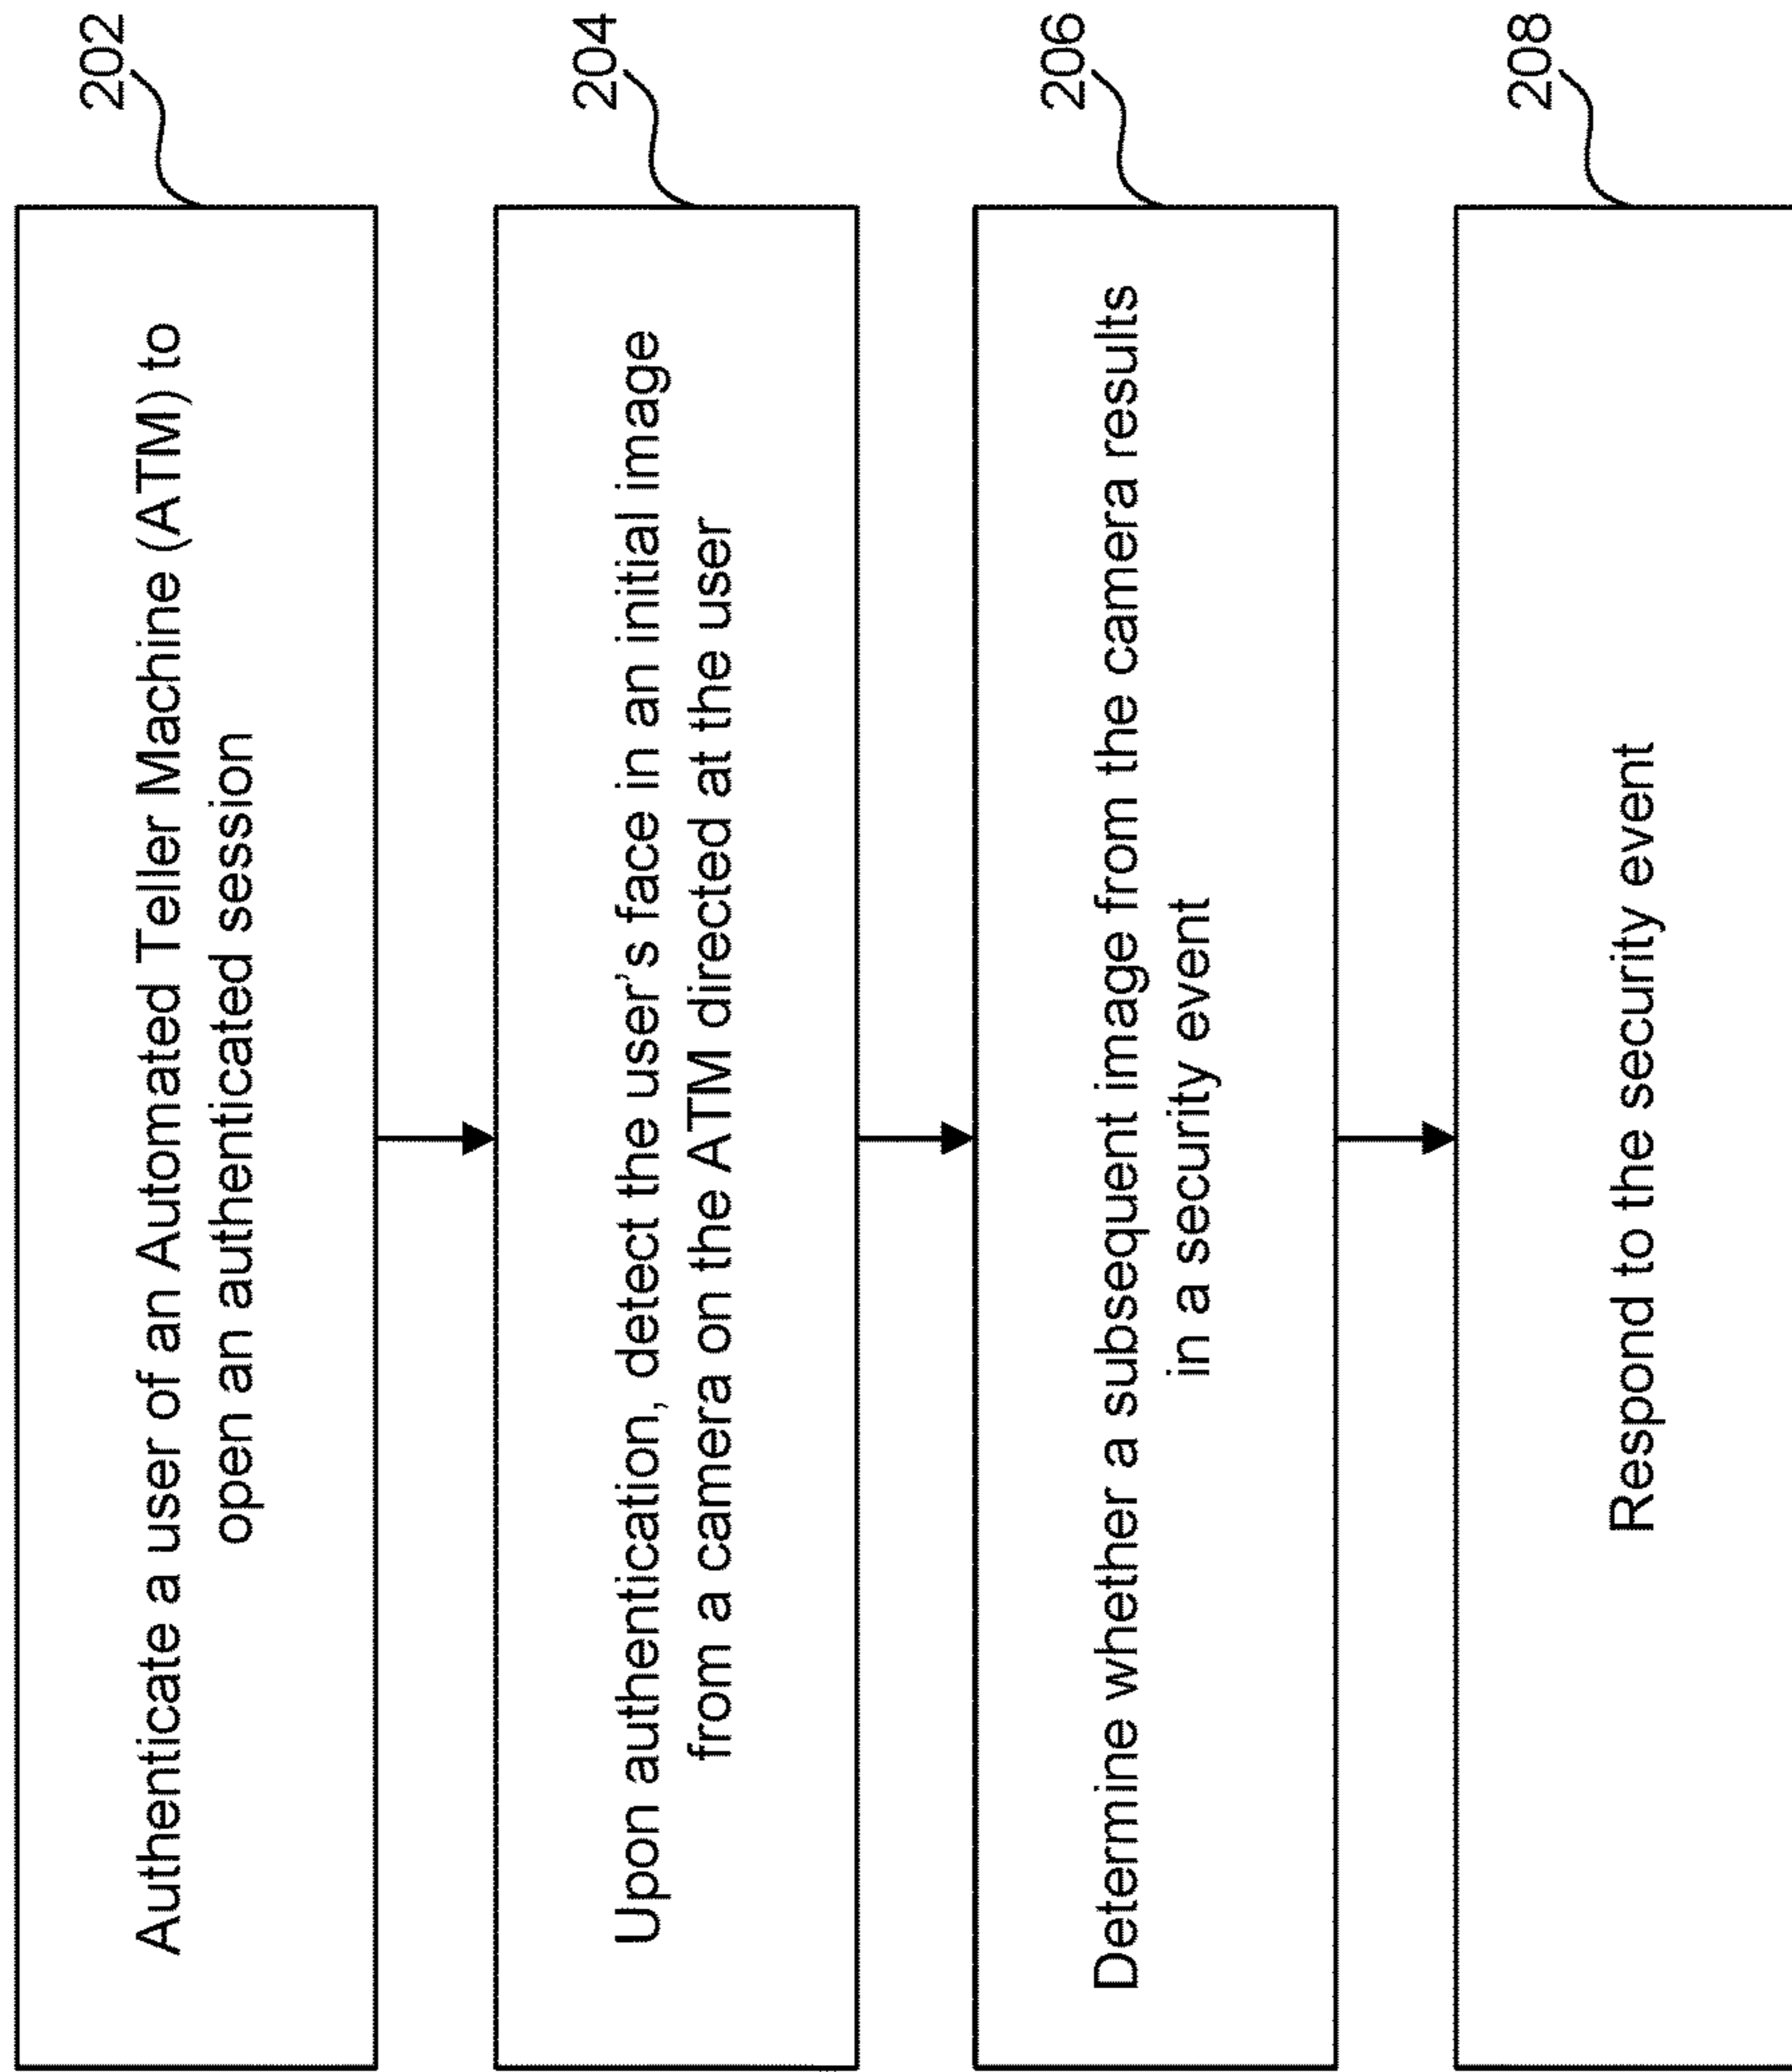 202
Authenticate a user of an Automated Teller Machine (ATM) to
open an authenticated session
204
Upon authentication, detect the user's face in an initial image
from a camera on the ATM directed at the user
206
Determine whether a subsequent image from the camera results
in a security event
208
Respond to the security event